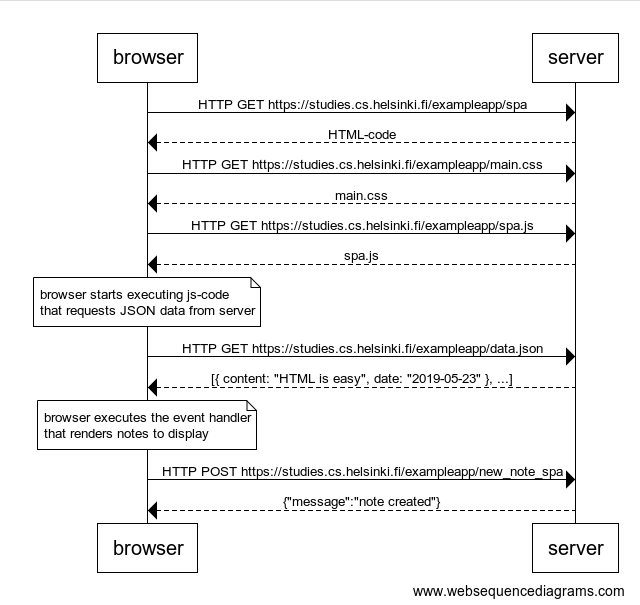 browser server
HTTP GET https://studies.cs.helsinki.fi/exampleapp/spa
HTML-code
HTTP GET https://studies.cs.helsinki.fi/exampleapp/main.css
main.css
HTTP GET https://studies.cs.helsinki.fi/exampleapp/spa.js
spa.js
browser starts executing js-code
that requests JSON data from server
HTTP GET https://studies.cs.helsinki.fi/exampleapp/data.json
[{ content: "HTML is easy", date: "2019-05-23" }, ...]
browser executes the event handler
that renders notes to display
HTTP POST https://studies.cs.helsinki.fi/exampleapp/new_note_spa
{"message":"note created"}
browser server
www.websequencediagrams.com